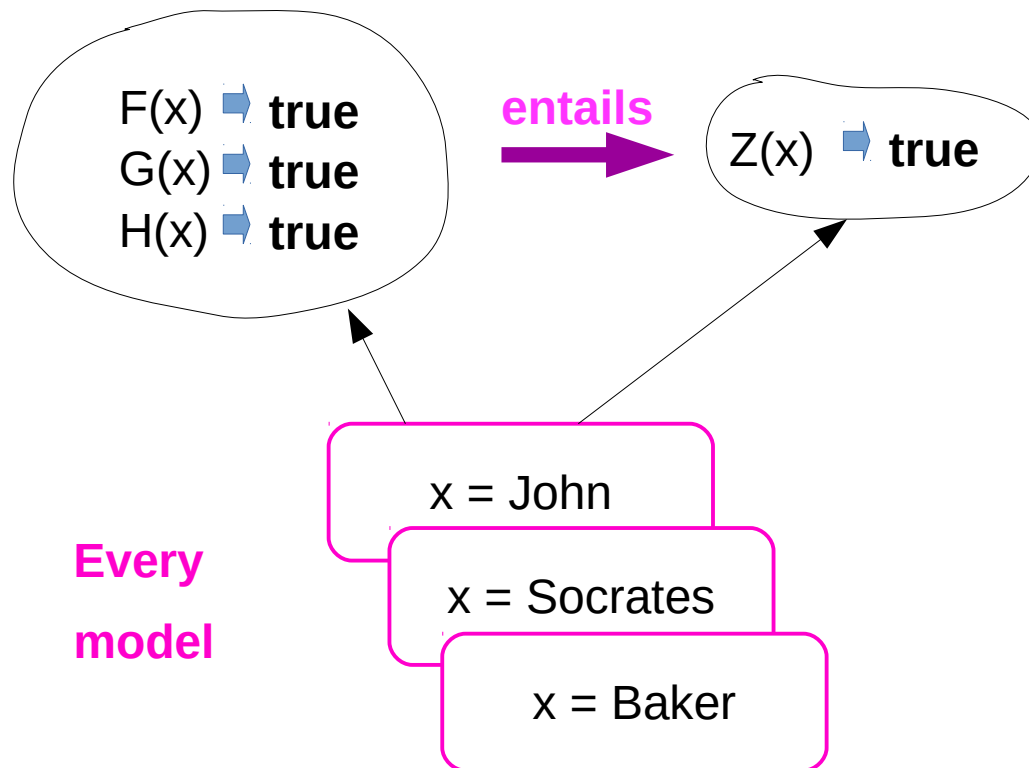 F(x) true
G(x) true
H(x) true
entails
Z(x) true
x = John
x = Socrates
x = Baker
Every
model